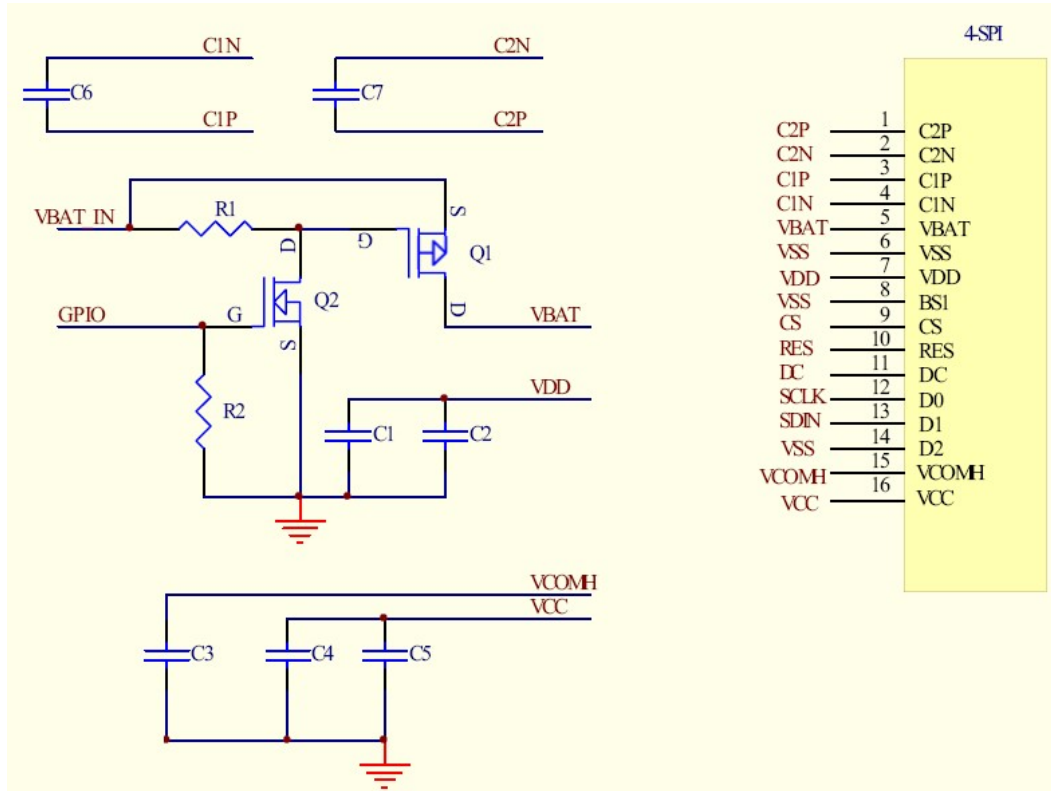 4-SPI
C1N
C6
C1P
C2N
C7
C2P
VBAT IN
R1
D
G
S
Q1
D
VBAT
GPIO
G
Q2
S
R2
VDD
C1
C2
VCOMH
VCC
C3
C4
C5
C2P 1 C2P
C2N 2 C2N
C1P 3 C1P
C1N 4 C1N
VBAT 5 VBAT
VSS 6 VSS
VDD 7 VDD
VSS 8 BS1
CS 9 CS
RES 10 RES
DC 11 DC
SCLK 12 D0
SDIN 13 D1
VSS 14 D2
VCOMH 15 VCOMH
VCC 16 VCC